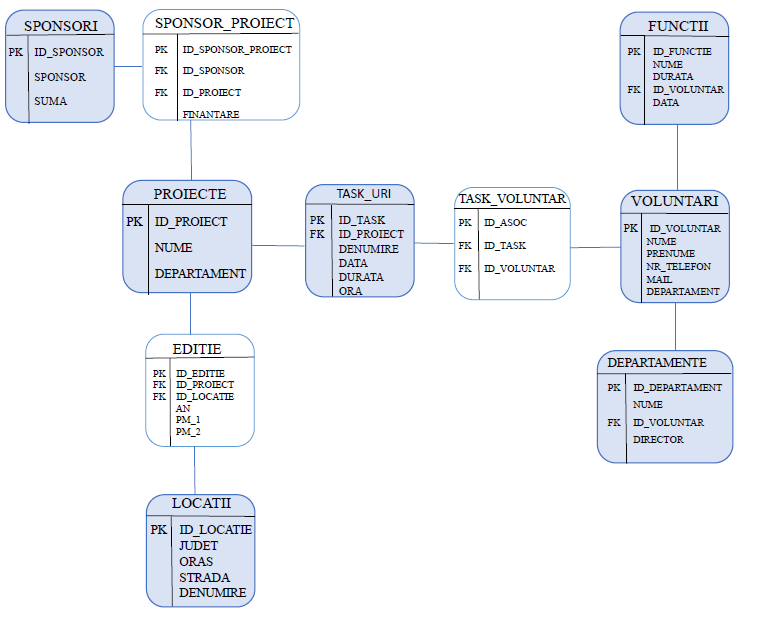 SPONSORI
PK ID_SPONSOR
SPONSOR
SUMA
SPONSOR_PROIECT
PK ID_SPONSOR_PROIECT
FK ID_SPONSOR
FK ID_PROIECT
FINANTARE
FUNCTII
PK ID_FUNCTIE
NUME
DURATA
FK ID_VOLUNTAR
DATA
PROIECTE
PK ID_PROIECT
NUME
DEPARTAMENT
TASK_URI
PK ID_TASK
FK ID_PROIECT
DENUMIRE
DATA
DURATA
ORA
TASK_VOLUNTAR
PK ID_ASOC
FK ID_TASK
FK ID_VOLUNTAR
VOLUNTARI
PK ID_VOLUNTAR
NUME
PRENUME
NR_TELEFON
MAIL
DEPARTAMENT
EDITIE
PK ID_EDITIE
FK ID_PROIECT
FK ID_LOCATIE
AN
PM_1
PM_2
DEPARTAMENTE
PK ID_DEPARTAMENT
NUME
FK ID_VOLUNTAR
DIRECTOR
LOCATII
PK ID_LOCATIE
JUDET
ORAS
STRADA
DENUMIRE